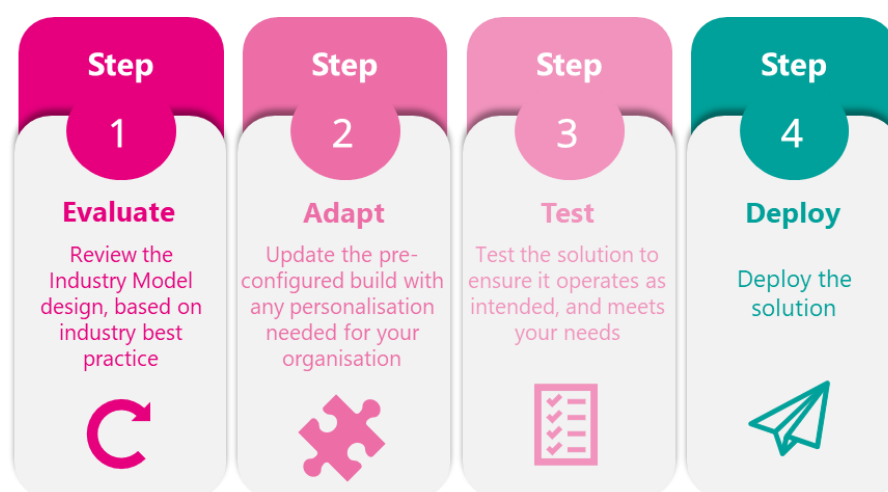 Step
1
Evaluate
Review the
Industry Model
design, based on
industry best
practice
Step
2
Adapt
Update the pre-
configured build with
any personalisation
needed for your
organisation
Step
3
Test
Test the solution to
ensure it operates as
intended, and meets
your needs
Step
4
Deploy
Deploy the
solution